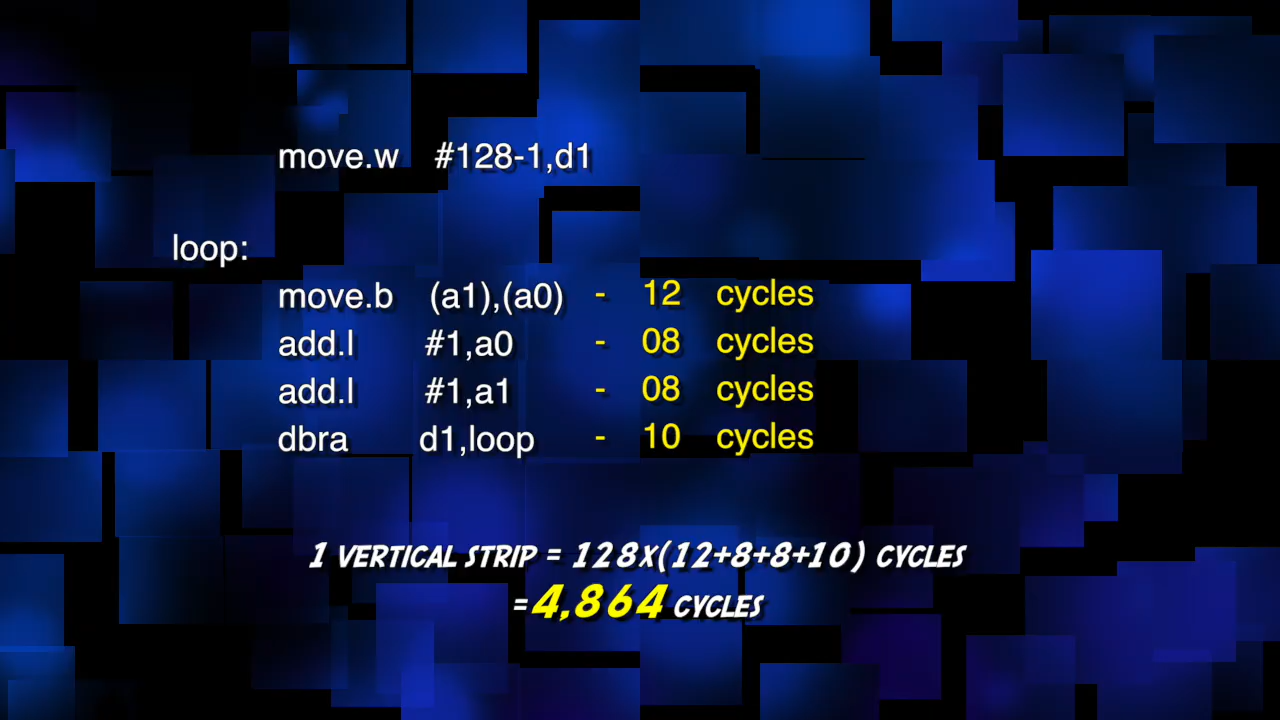 move.w #128-1,d1
loop:
move.b (a1),(a0) - 12 cycles
add.l #1,a0 - 08 cycles
add.l #1,a1 - 08 cycles
dbra d1,loop - 10 cycles
1 VERTICAL STRIP = 128X(12+8+8+10) CYCLES
=4,864 CYCLES